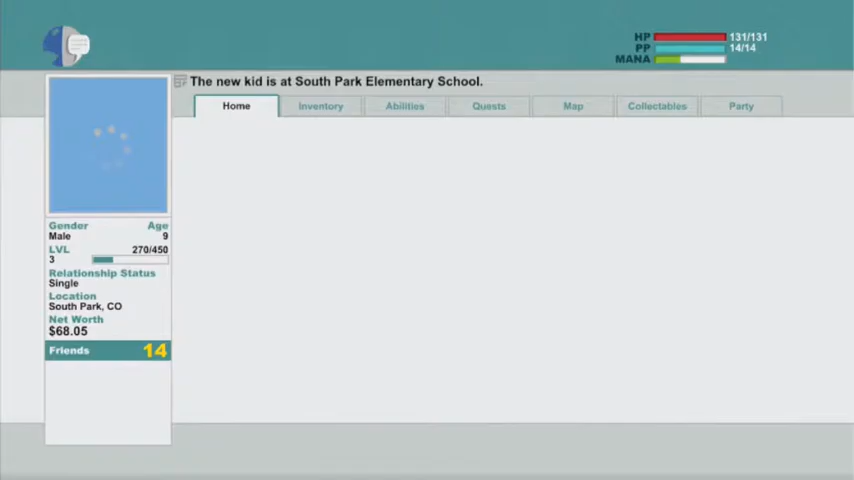 HP 131/131
PP 14/14
MANA
The new kid is at South Park Elementary School.
Home Inventory Abilities Quests Map Collectables Party
Gender Age
Male 9
LVL 270/450
3
Relationship Status
Single
Location
South Park, CO
Net Worth
$68.05
Friends 14